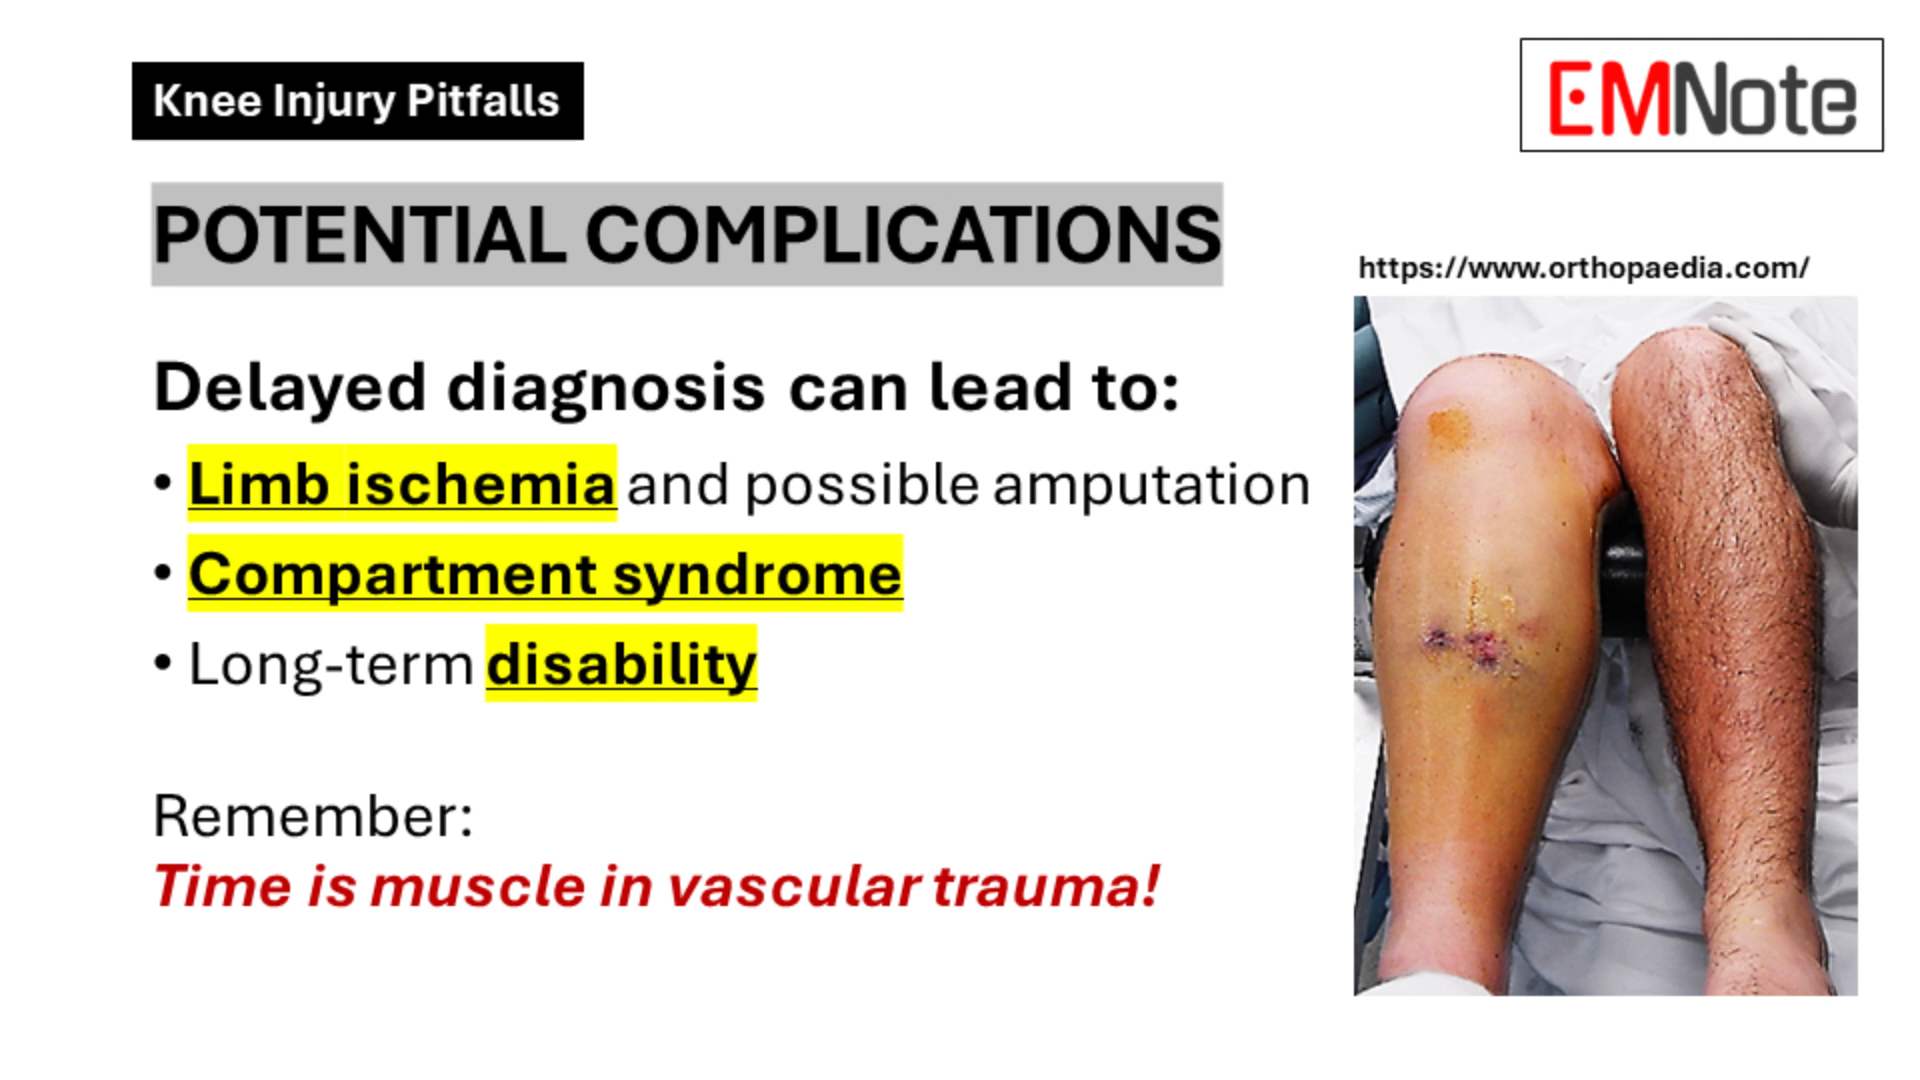 Knee Injury Pitfalls
EMNote
POTENTIAL COMPLICATIONS
https://www.orthopaedia.com/
Delayed diagnosis can lead to:
• Limb ischemia and possible amputation
• Compartment syndrome
• Long-term disability
Remember:
Time is muscle in vascular trauma!